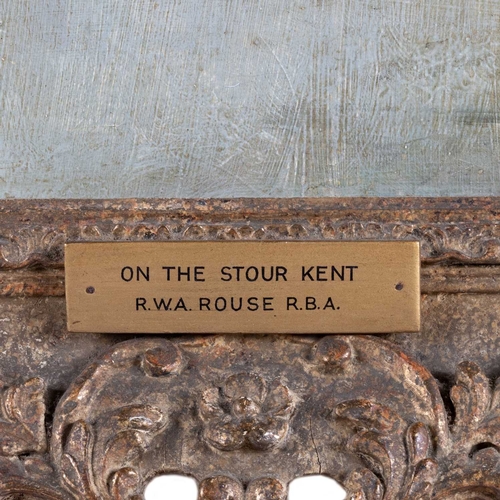 ON THE STOUR KENT
R.W.A. ROUSE R.B.A.